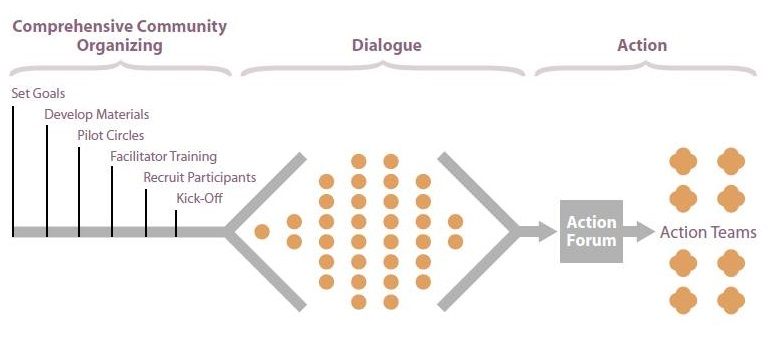 Comprehensive Community
Organizing
Dialogue
Action
Set Goals
Develop Materials
Pilot Circles
Facilitator Training
Recruit Participants
Kick-Off
Action
Forum
Action Teams